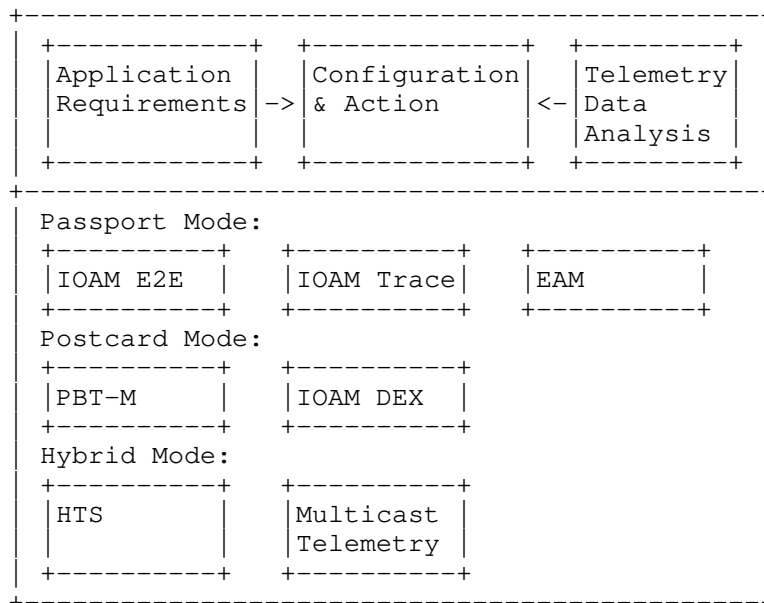 +----------------------------------------------
| +------------+ +-------------+ +---------+
| |Application | |Configuration| |Telemetry|
| |Requirements|->|& Action |<-|Data |
| | | | | |Analysis |
| +------------+ +-------------+ +---------+
+----------------------------------------------
| Passport Mode:
| +----------+ +----------+ +----------+
| |IOAM E2E | |IOAM Trace| |EAM |
| +----------+ +----------+ +----------+
| Postcard Mode:
| +----------+ +----------+
| |PBT-M | |IOAM DEX |
| +----------+ +----------+
| Hybrid Mode:
| +----------+ +----------+
| |HTS | |Multicast |
| | | |Telemetry |
| +----------+ +----------+
+----------------------------------------------